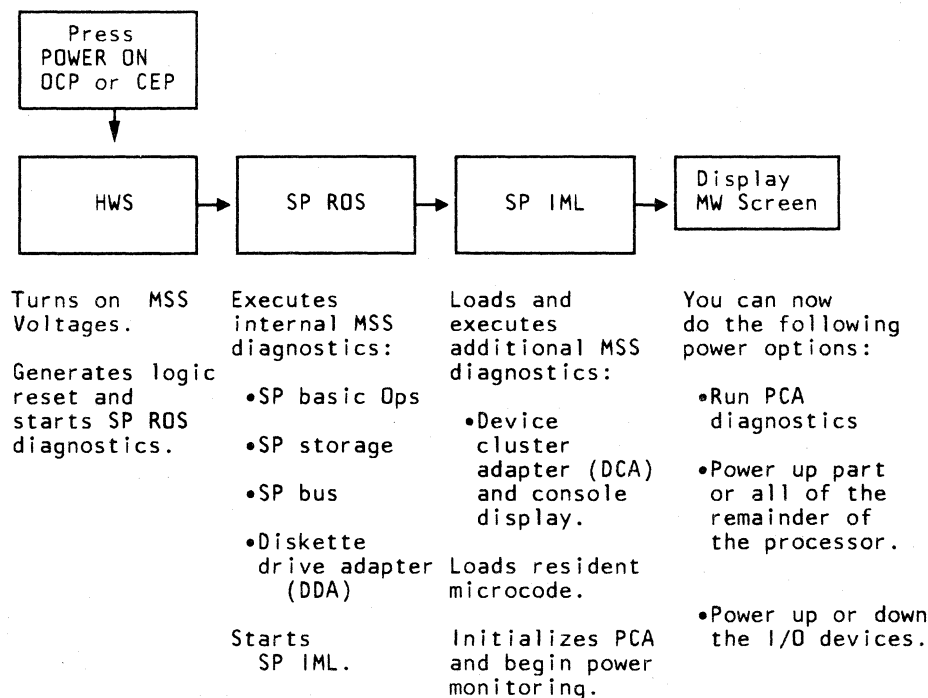 Press
POWER ON
OCP or CEP
HWS
SP ROS
SP IML
Display
MW Screen
Turns on MSS
Voltages.
Generates logic
reset and
starts SP ROS
diagnostics.
Executes
internal MSS
diagnostics:
•SP basic Ops
•SP storage
•SP bus
•Diskette
drive adapter
(DDA)
Starts
SP IML.
Loads and
executes
additional MSS
diagnostics:
•Device
cluster
adapter (DCA)
and console
display.
Loads resident
microcode.
Initializes PCA
and begin power
monitoring.
You can now
do the following
power options:
•Run PCA
diagnostics
•Power up part
or all of the
remainder of
the processor.
•Power up or down
the I/O devices.